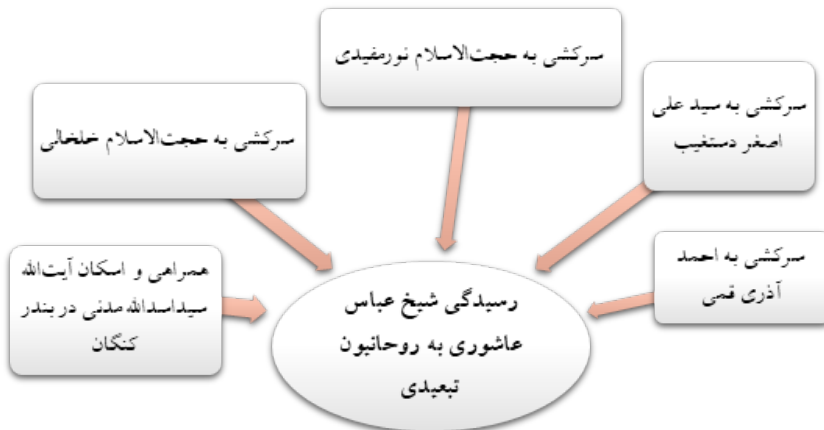 سرکشی به حجت‌الاسلام نورمفیدی
سرکشی به سید علی
اصغر دستغیب
سرکشی به حجت‌الاسلام خلخالی
سرکشی به احمد
آذری قمی
همراهی و اسکان آیت‌الله
سیداسدالله مدنی در بندر
کنگان
رسیدگی شیخ عباس
عاشوری به روحانیون
تبعیدی